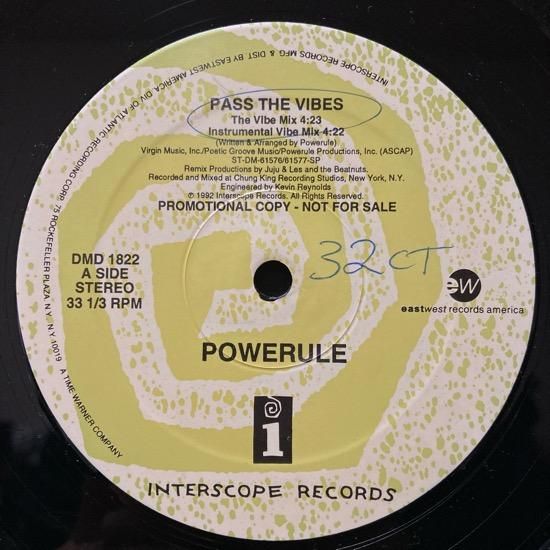 PASS THE VIBES
The Vibe Mix 4:23
Instrumental Vibe Mix 4:22
(Written & Arranged by Powerule)
Virgin Music, Inc./Poetic Groove Music/Powerule Productions, Inc. (ASCAP)
ST-DM-61576/61577-SP
Remix Productions by Juju & Les and the Beatnuts.
Recorded and Mixed at Chung King Recording Studios, New York, N.Y.
Engineered by Kevin Reynolds
℗ © 1992 Interscope Records. All Rights Reserved.
PROMOTIONAL COPY - NOT FOR SALE
DMD 1822
A SIDE
STEREO
33 1/3 RPM
32 CT
ew
eastwest records america
POWERULE
i
INTERSCOPE RECORDS
INTERSCOPE RECORDS MFG & DIST BY EASTWEST AMERICA DIV. OF ATLANTIC RECORDING CORP. 75 ROCKEFELLER PLAZA N.Y. N.Y. 10019 A TIME WARNER COMPANY